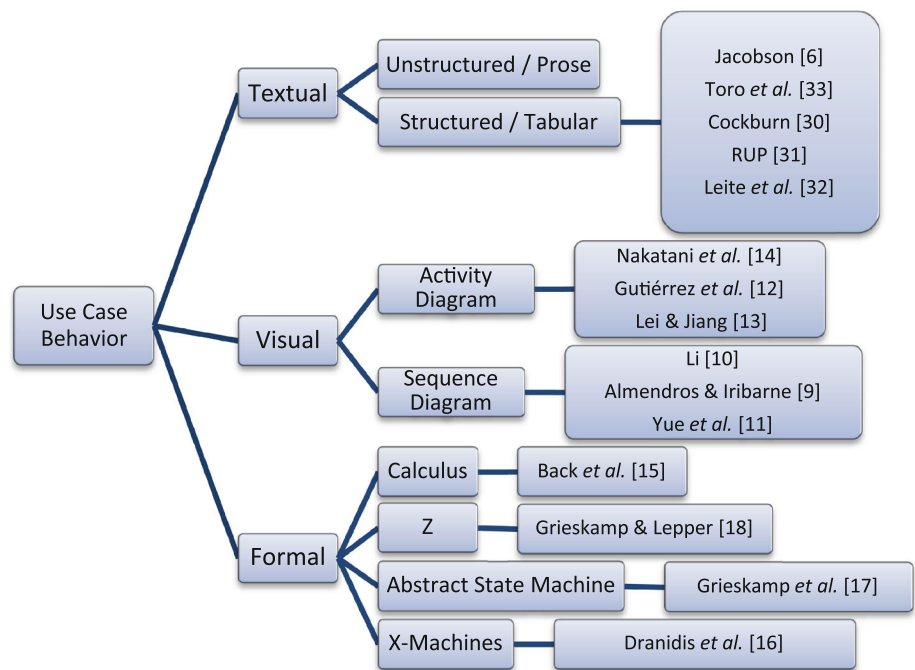 Use Case
Behavior
Textual
Unstructured / Prose
Structured / Tabular
Jacobson [6]
Toro et al. [33]
Cockburn [30]
RUP [31]
Leite et al. [32]
Visual
Activity
Diagram
Nakatani et al. [14]
Gutiérrez et al. [12]
Lei & Jiang [13]
Sequence
Diagram
Li [10]
Almendros & Iribarne [9]
Yue et al. [11]
Formal
Calculus
Back et al. [15]
Z
Grieskamp & Lepper [18]
Abstract State Machine
Grieskamp et al. [17]
X-Machines
Dranidis et al. [16]